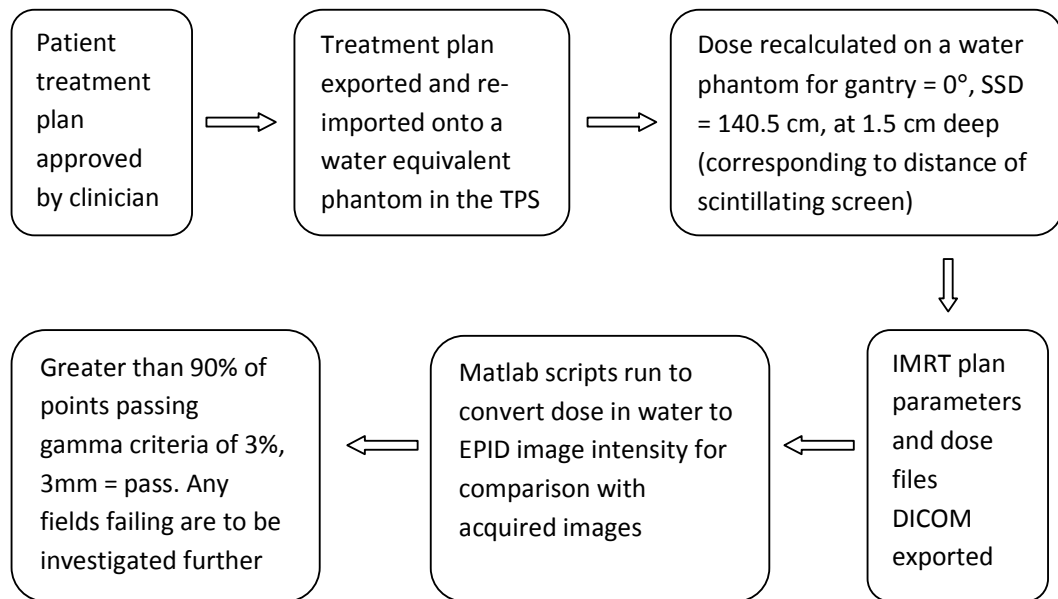 Patient
treatment
plan
approved
by clinician
Treatment plan
exported and re-
imported onto a
water equivalent
phantom in the TPS
Dose recalculated on a water
phantom for gantry = 0°, SSD
= 140.5 cm, at 1.5 cm deep
(corresponding to distance of
scintillating screen)
IMRT plan
parameters
and dose
files
DICOM
exported
Matlab scripts run to
convert dose in water to
EPID image intensity for
comparison with
acquired images
Greater than 90% of
points passing
gamma criteria of 3%,
3mm = pass. Any
fields failing are to be
investigated further